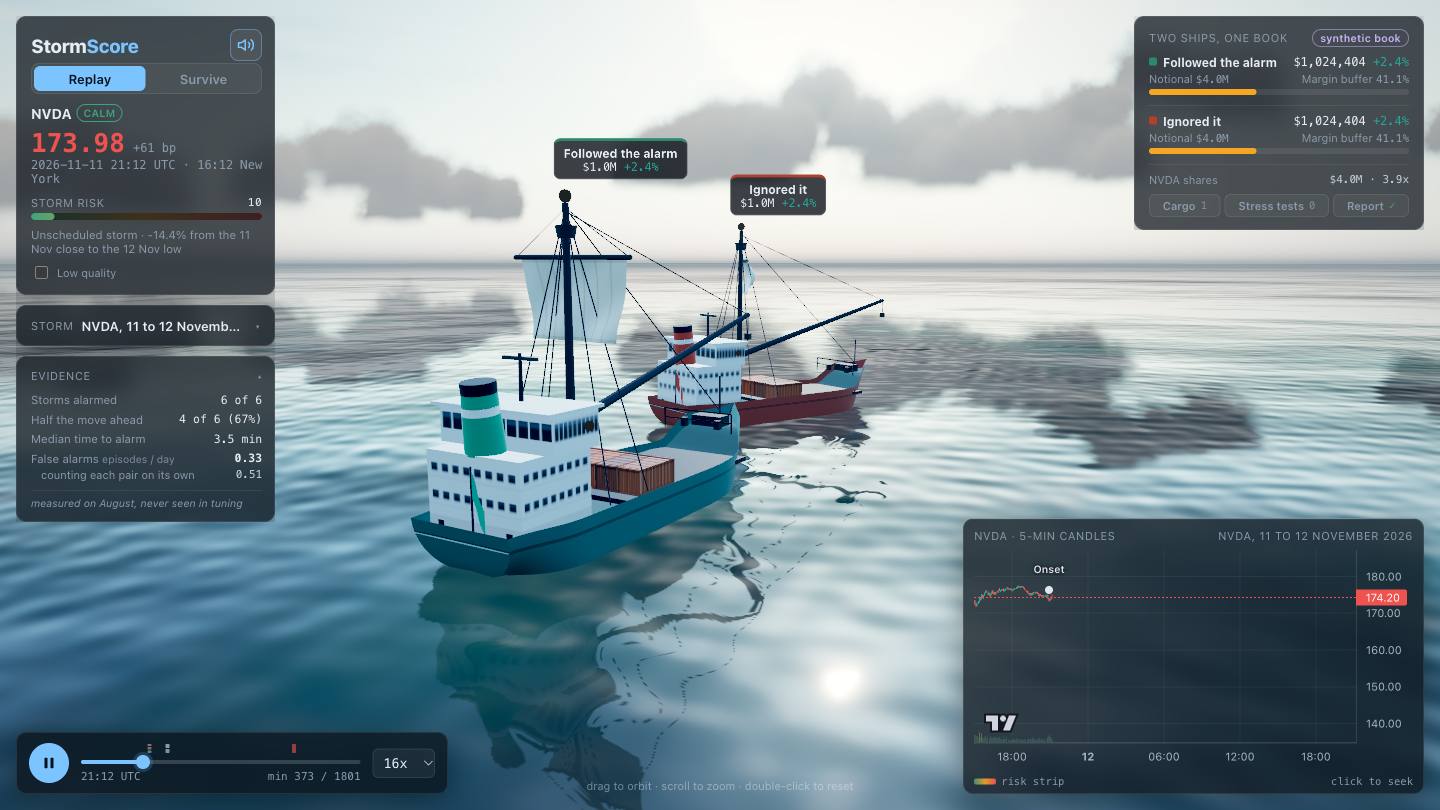 StormScore
Replay
Survive
NVDA CALM
173.98 +61 bp
2026-11-11 21:12 UTC · 16:12 New
York
STORM RISK 10
Unscheduled storm · -14.4% from the 11
Nov close to the 12 Nov low
Low quality
STORM NVDA, 11 to 12 Novemb...
EVIDENCE
Storms alarmed 6 of 6
Half the move ahead 4 of 6 (67%)
Median time to alarm 3.5 min
False alarms episodes / day 0.33
counting each pair on its own 0.51
measured on August, never seen in tuning
Followed the alarm
$1.0M +2.4%
Ignored it
$1.0M +2.4%
TWO SHIPS, ONE BOOK synthetic book
Followed the alarm $1,024,404 +2.4%
Notional $4.0M Margin buffer 41.1%
Ignored it $1,024,404 +2.4%
Notional $4.0M Margin buffer 41.1%
NVDA shares $4.0M · 3.9x
Cargo 1 Stress tests 0 Report ✓
NVDA · 5-MIN CANDLES NVDA, 11 TO 12 NOVEMBER 2026
Onset
180.00
174.20
170.00
160.00
150.00
140.00
18:00 12 06:00 12:00 18:00
risk strip click to seek
21:12 UTC min 373 / 1801
16x
drag to orbit · scroll to zoom · double-click to reset